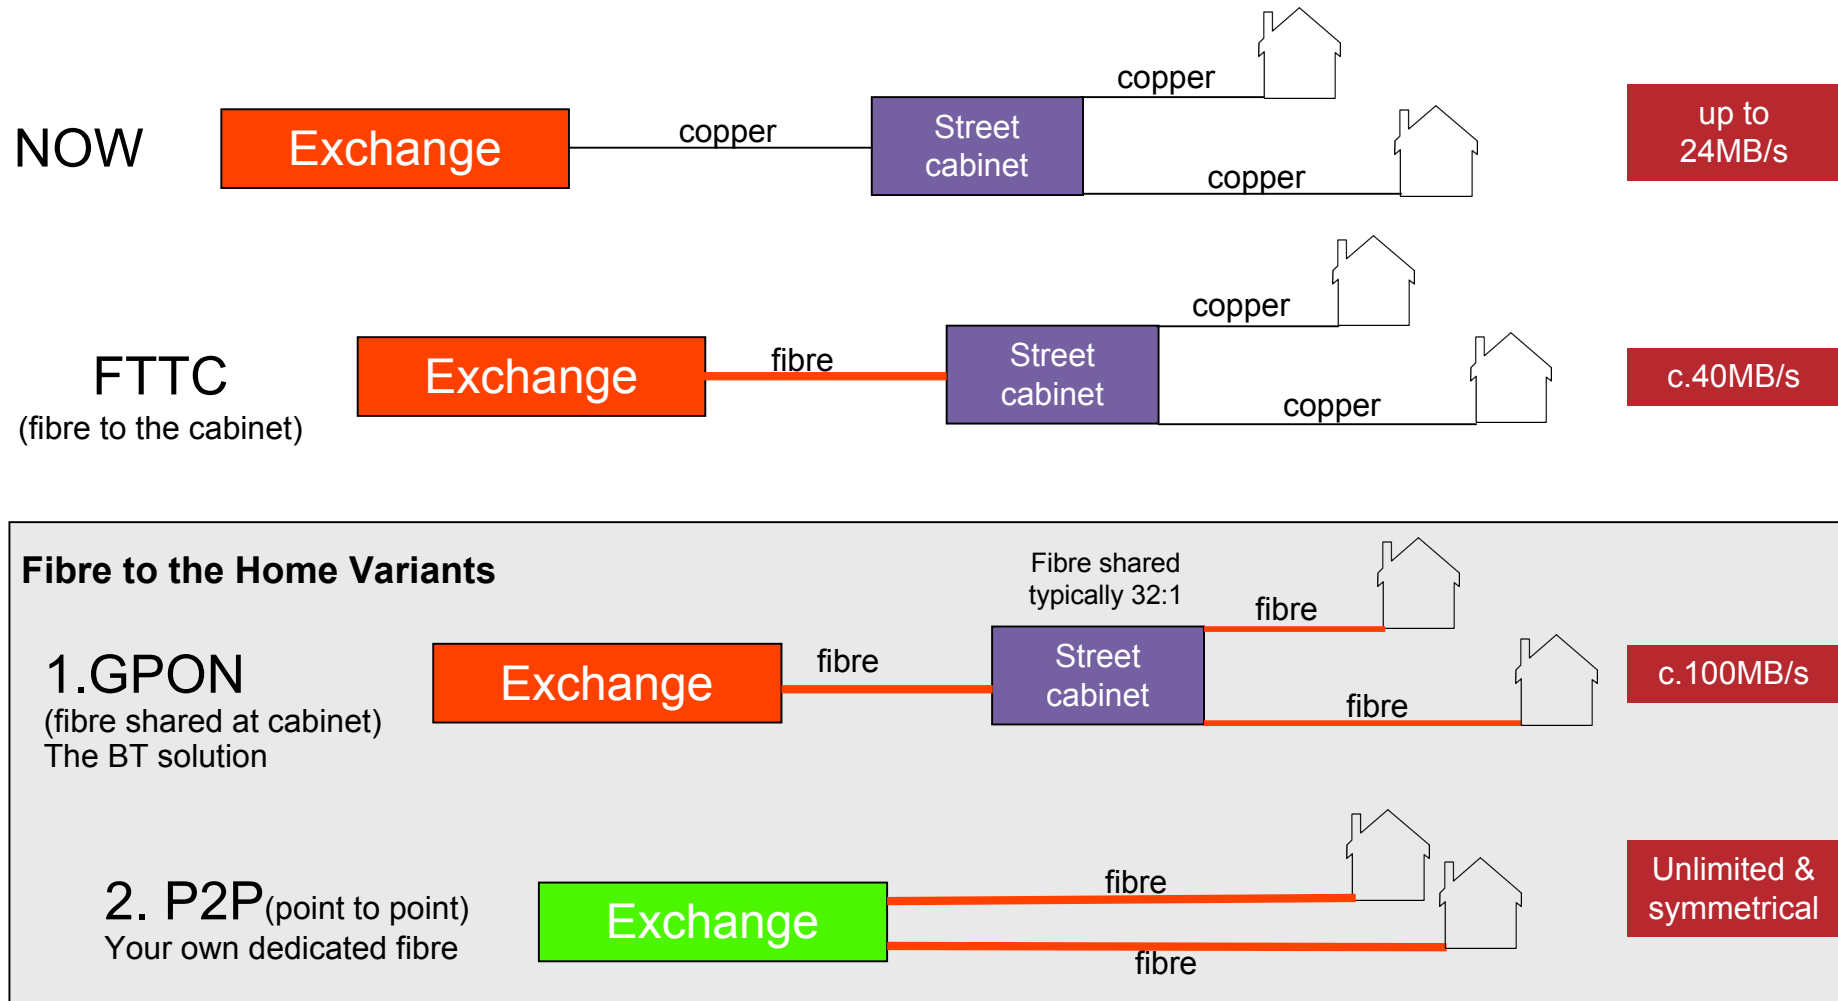 NOW
Exchange
copper
Street
cabinet
copper
copper
up to
24MB/s
FTTC
(fibre to the cabinet)
Exchange
fibre
Street
cabinet
copper
copper
c.40MB/s
Fibre to the Home Variants
1.GPON
(fibre shared at cabinet)
The BT solution
Exchange
fibre
Fibre shared
typically 32:1
Street
cabinet
fibre
fibre
c.100MB/s
2. P2P(point to point)
Your own dedicated fibre
Exchange
fibre
fibre
Unlimited &
symmetrical